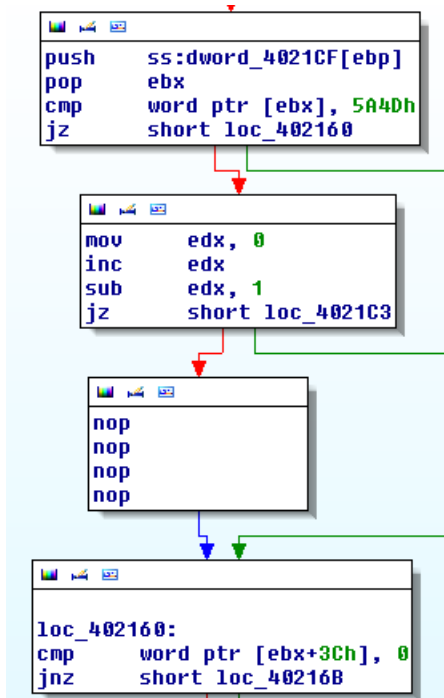 push ss:dword_4021CF[ebp]
pop ebx
cmp word ptr [ebx], 5A4Dh
jz short loc_402160
mov edx, 0
inc edx
sub edx, 1
jz short loc_4021C3
nop
nop
nop
nop
loc_402160:
cmp word ptr [ebx+3Ch], 0
jnz short loc_40216B